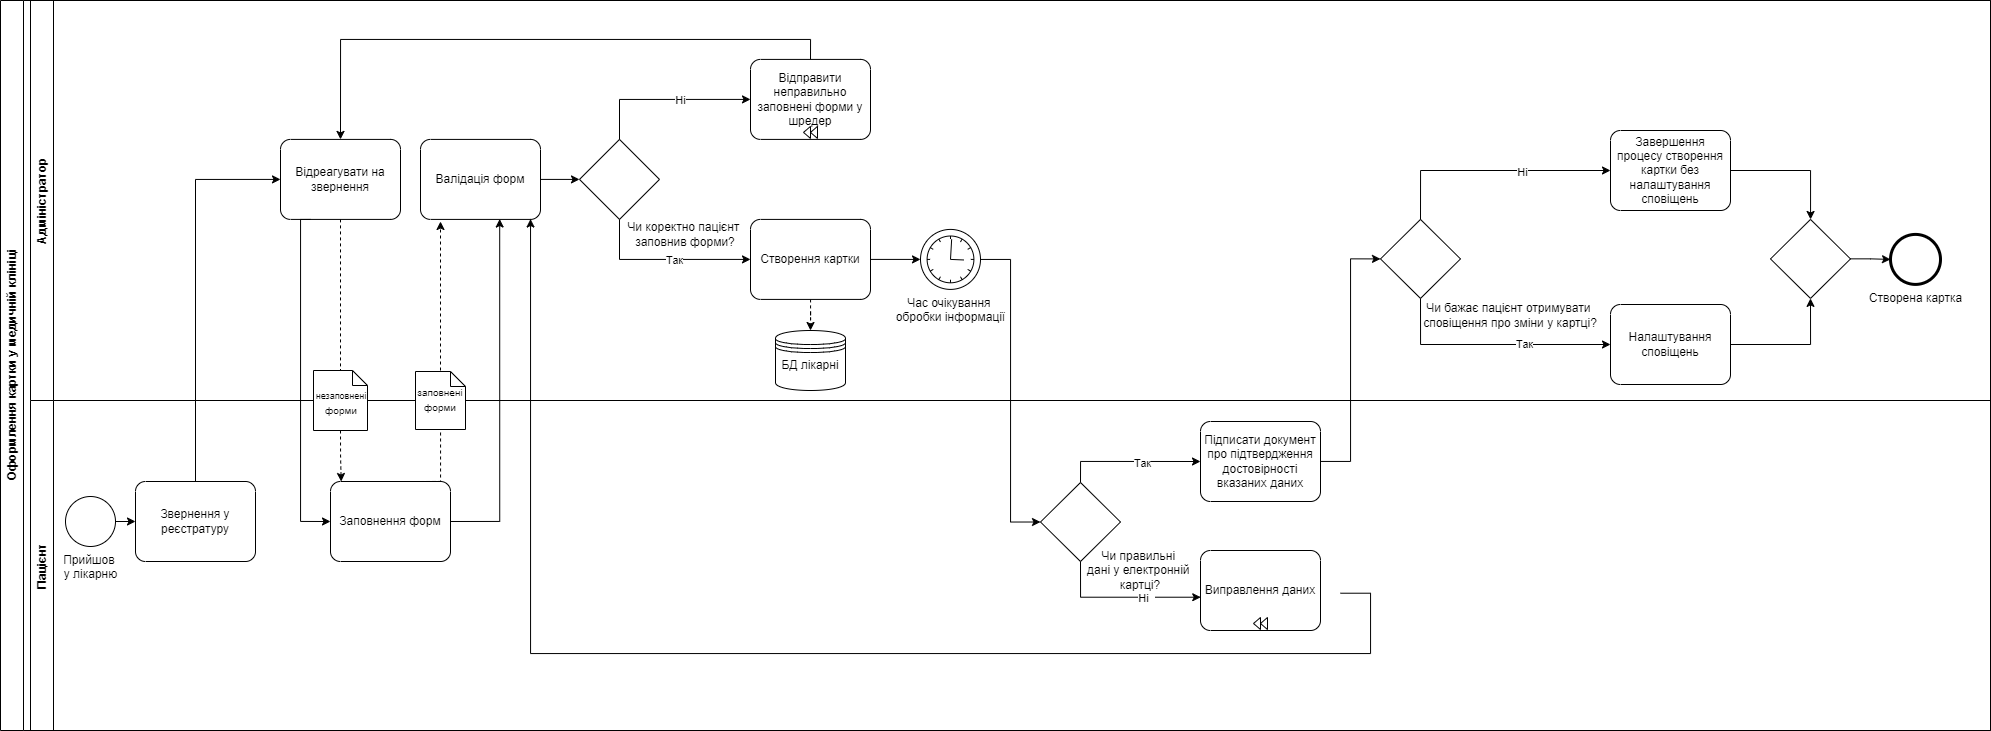 Оформлення картки у медичній клініці
Адміністратор
Відправити
неправильно
заповнені форми у
шредер
Ні
Відреагувати на
звернення
Валідація форм
Чи коректно пацієнт
заповнив форми?
Так
Створення картки
Час очікування
обробки інформації
БД лікарні
незаповнені
форми
заповнені
форми
Завершення
процесу створення
картки без
налаштування
сповіщень
Ні
Чи бажає пацієнт отримувати
сповіщення про зміни у картці?
Так
Налаштування
сповіщень
Створена картка
Пацієнт
Прийшов
у лікарню
Звернення у
реєстратуру
Заповнення форм
Так
Підписати документ
про підтвердження
достовірності
вказаних даних
Чи правильні
дані у електронній
картці?
Ні
Виправлення даних